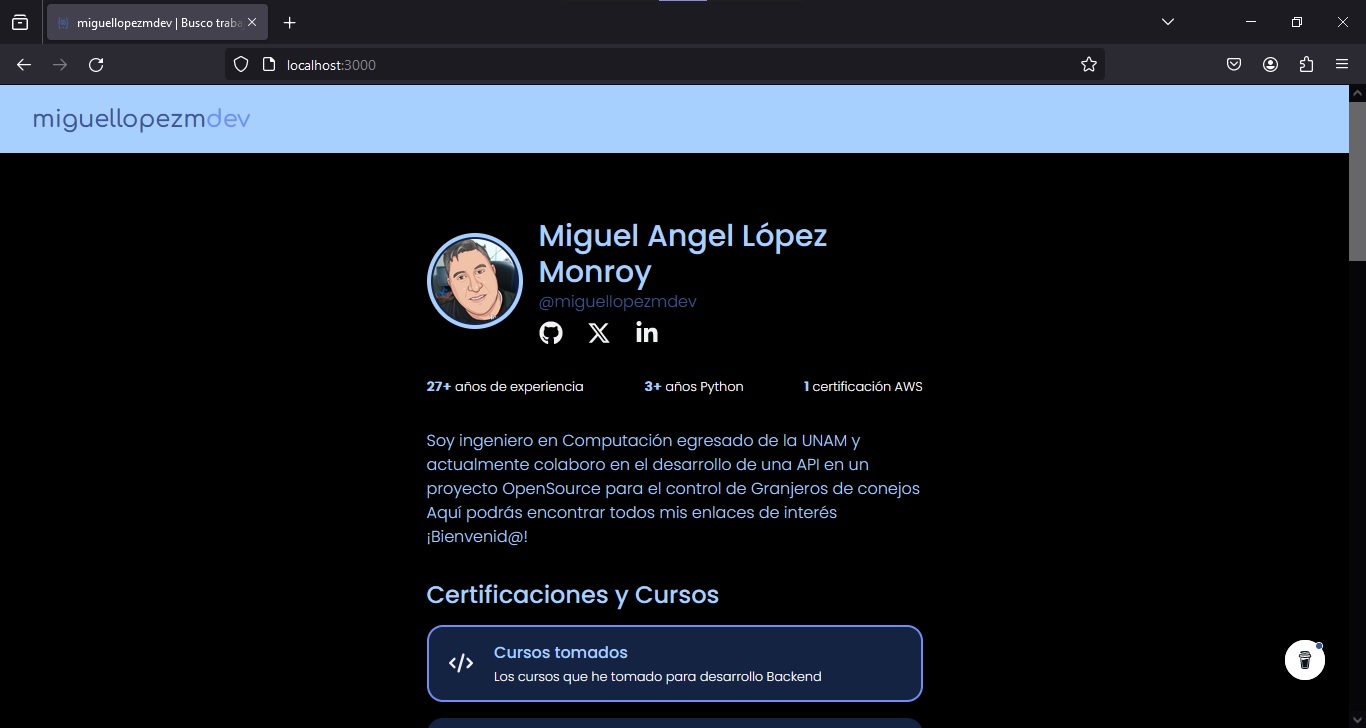 miguellopezmdev | Busco traba
localhost:3000
miguellopezmdev
Miguel Angel López
Monroy
@miguellopezmdev
27+ años de experiencia
3+ años Python
1 certificación AWS
Soy ingeniero en Computación egresado de la UNAM y
actualmente colaboro en el desarrollo de una API en un
proyecto OpenSource para el control de Granjeros de conejos
Aquí podrás encontrar todos mis enlaces de interés
¡Bienvenid@!
Certificaciones y Cursos
Cursos tomados
Los cursos que he tomado para desarrollo Backend